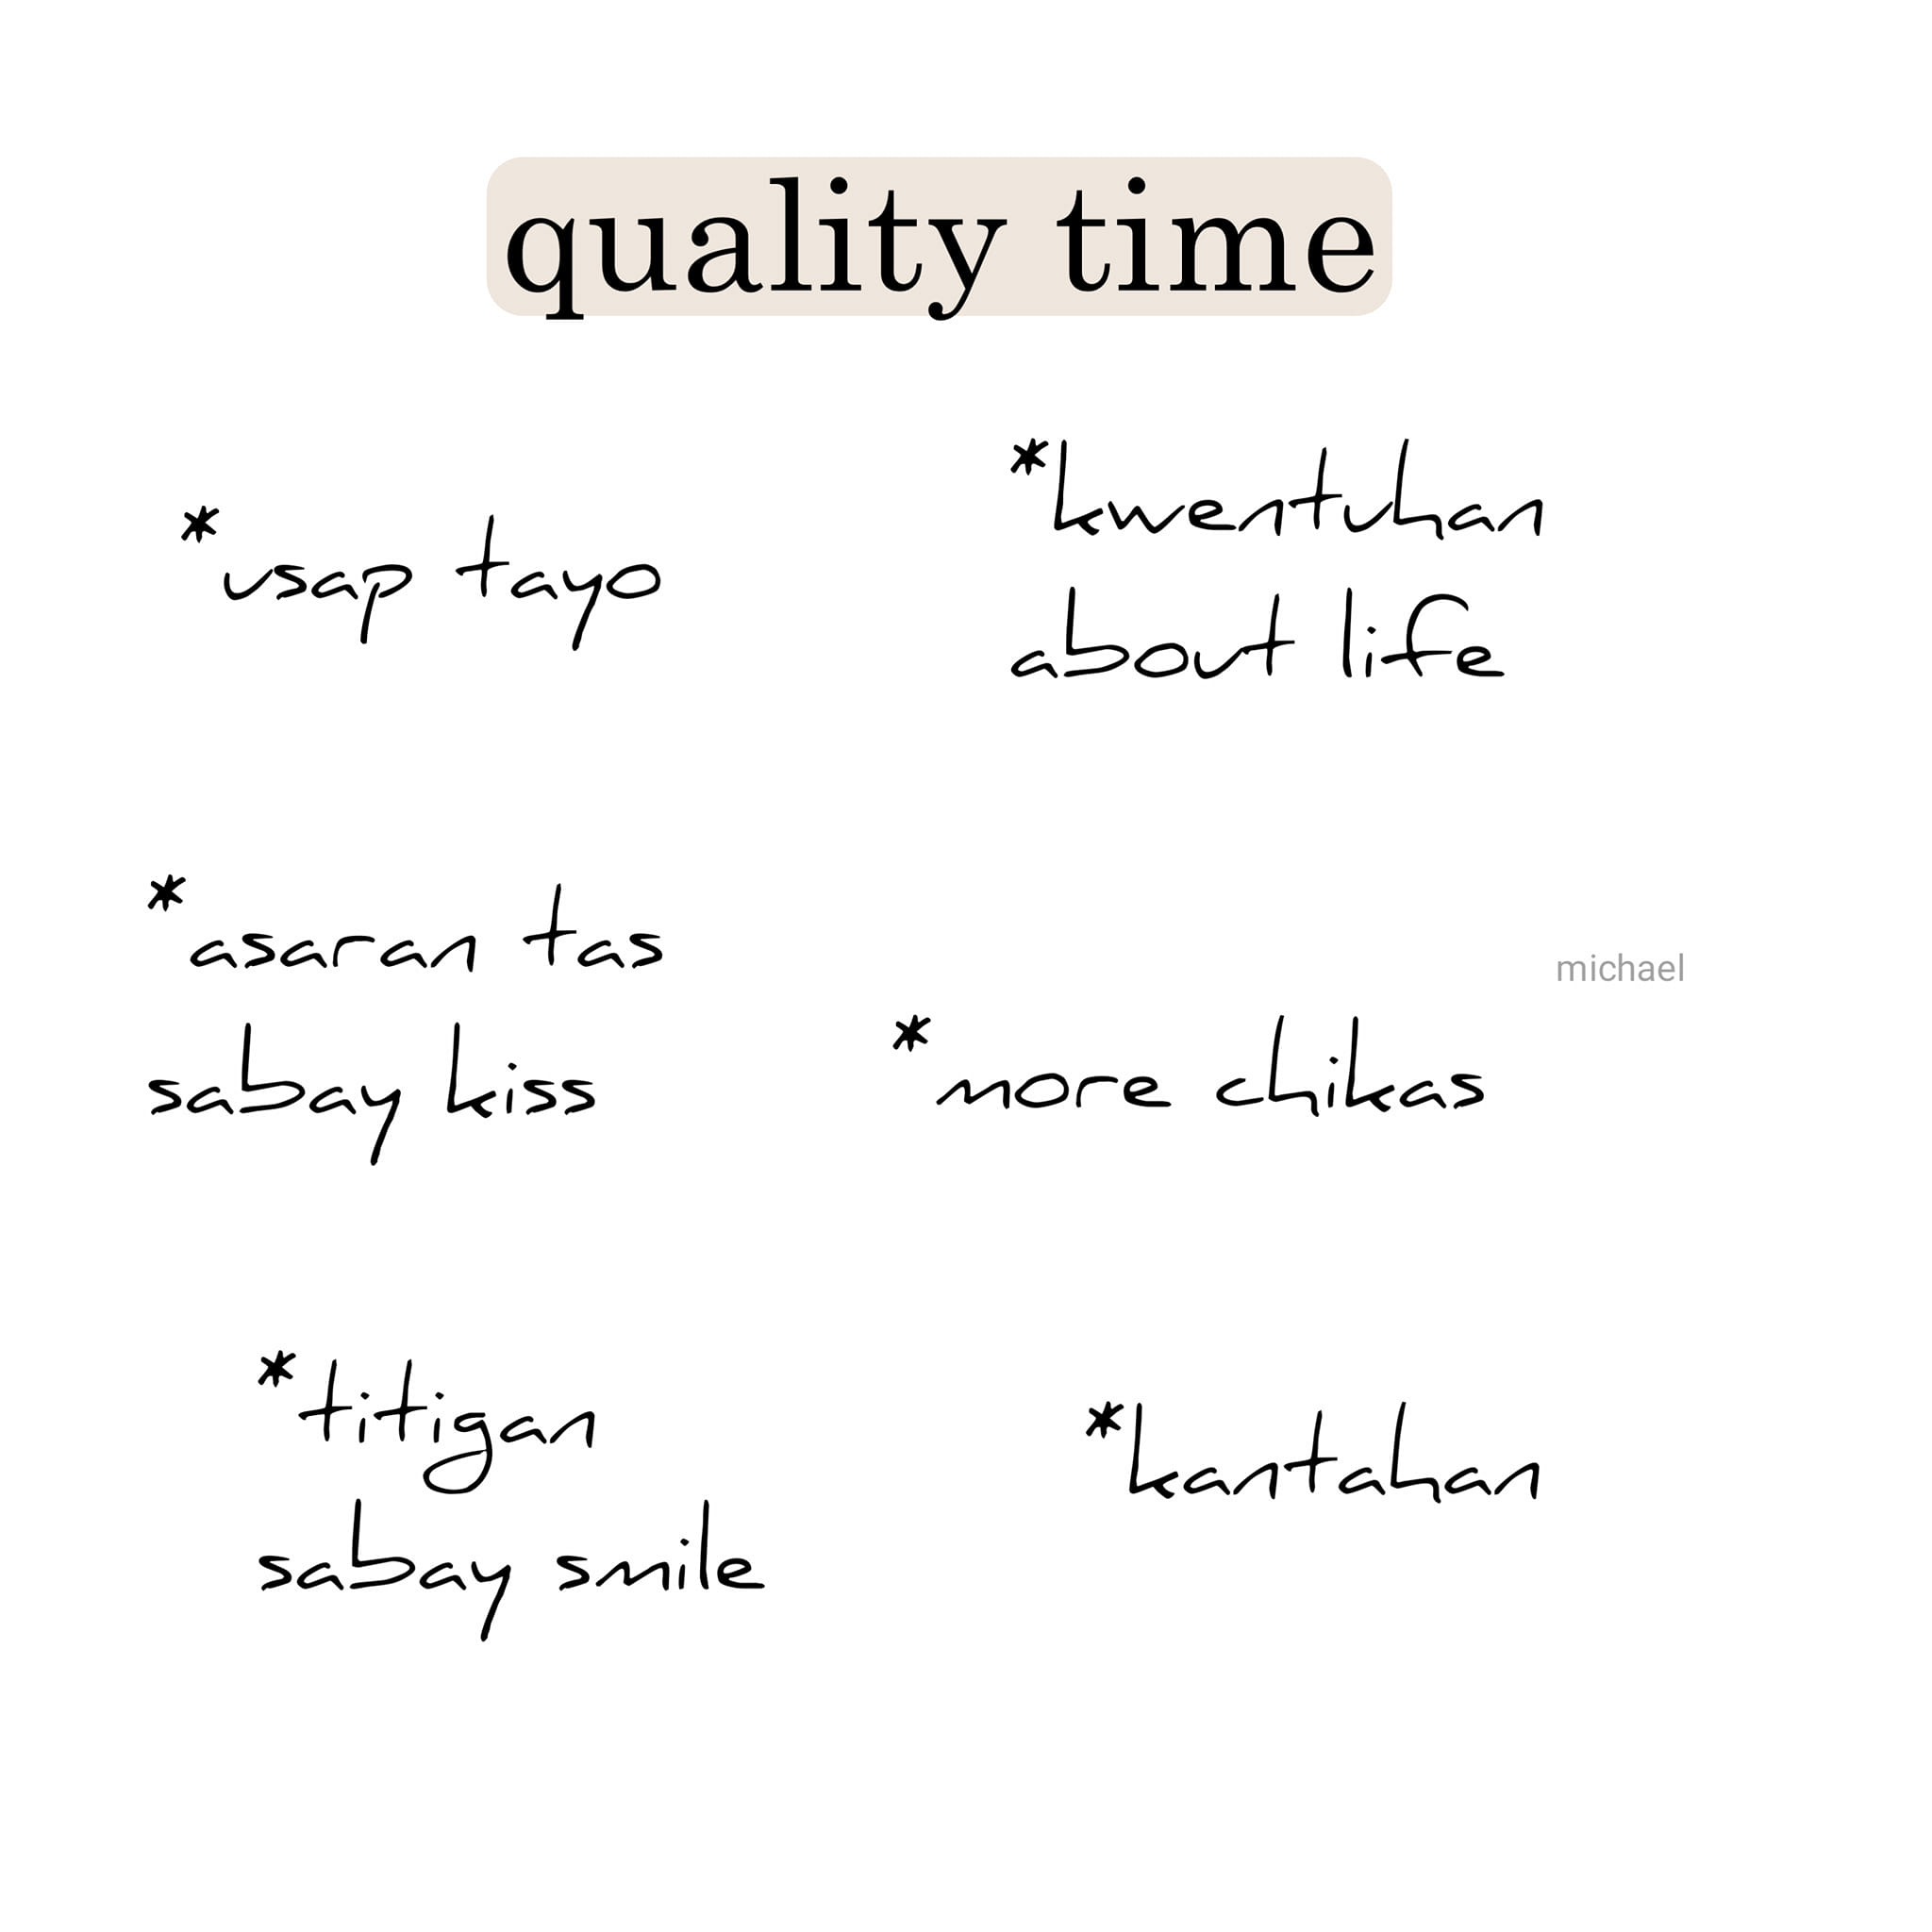 quality time
*usap tayo
*kwentuhan
about life
*asaran tas
sabay kiss
michael
*more chikas
*titigan
sabay smile
*kantahan